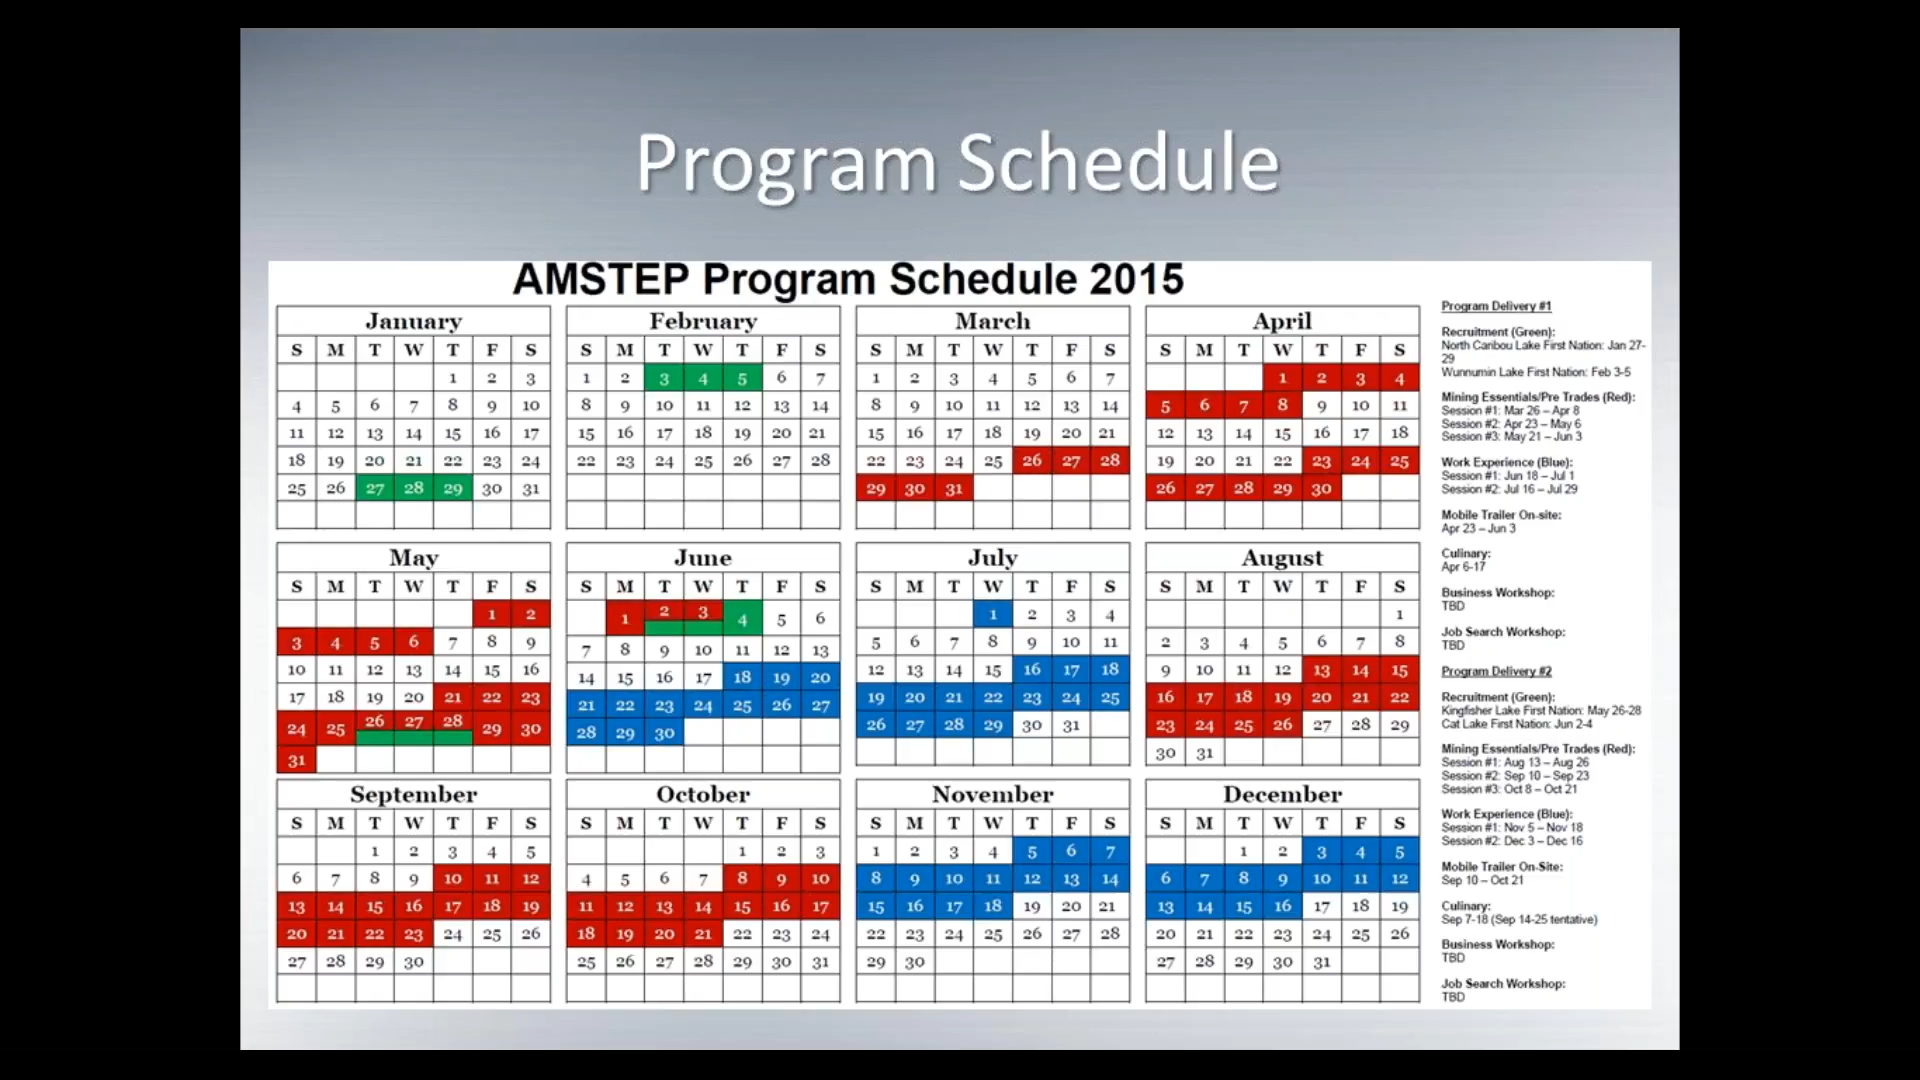 Program Schedule
AMSTEP Program Schedule 2015
January
S M T W T F S
1 2 3
4 5 6 7 8 9 10
11 12 13 14 15 16 17
18 19 20 21 22 23 24
25 26 27 28 29 30 31
February
S M T W T F S
1 2 3 4 5 6 7
8 9 10 11 12 13 14
15 16 17 18 19 20 21
22 23 24 25 26 27 28
March
S M T W T F S
1 2 3 4 5 6 7
8 9 10 11 12 13 14
15 16 17 18 19 20 21
22 23 24 25 26 27 28
29 30 31
April
S M T W T F S
1 2 3 4
5 6 7 8 9 10 11
12 13 14 15 16 17 18
19 20 21 22 23 24 25
26 27 28 29 30
May
S M T W T F S
1 2
3 4 5 6 7 8 9
10 11 12 13 14 15 16
17 18 19 20 21 22 23
24 25 26 27 28 29 30
31
June
S M T W T F S
1 2 3 4 5 6
7 8 9 10 11 12 13
14 15 16 17 18 19 20
21 22 23 24 25 26 27
28 29 30
July
S M T W T F S
1 2 3 4
5 6 7 8 9 10 11
12 13 14 15 16 17 18
19 20 21 22 23 24 25
26 27 28 29 30 31
August
S M T W T F S
1
2 3 4 5 6 7 8
9 10 11 12 13 14 15
16 17 18 19 20 21 22
23 24 25 26 27 28 29
30 31
September
S M T W T F S
1 2 3 4 5
6 7 8 9 10 11 12
13 14 15 16 17 18 19
20 21 22 23 24 25 26
27 28 29 30
October
S M T W T F S
1 2 3
4 5 6 7 8 9 10
11 12 13 14 15 16 17
18 19 20 21 22 23 24
25 26 27 28 29 30 31
November
S M T W T F S
1 2 3 4 5 6 7
8 9 10 11 12 13 14
15 16 17 18 19 20 21
22 23 24 25 26 27 28
29 30
December
S M T W T F S
1 2 3 4 5
6 7 8 9 10 11 12
13 14 15 16 17 18 19
20 21 22 23 24 25 26
27 28 29 30 31
Program Delivery #1
Recruitment (Green):
North Caribou Lake First Nation: Jan 27-
29
Wunnumin Lake First Nation: Feb 3-5
Mining Essentials/Pre Trades (Red):
Session #1: Mar 26 – Apr 8
Session #2: Apr 23 – May 6
Session #3: May 21 – Jun 3
Work Experience (Blue):
Session #1: Jun 18 – Jul 1
Session #2: Jul 16 – Jul 29
Mobile Trailer On-site:
Apr 23 – Jun 3
Culinary:
Apr 6-17
Business Workshop:
TBD
Job Search Workshop:
TBD
Program Delivery #2
Recruitment (Green):
Kingfisher Lake First Nation: May 26-28
Cat Lake First Nation: Jun 2-4
Mining Essentials/Pre Trades (Red):
Session #1: Aug 13 – Aug 26
Session #2: Sep 10 – Sep 23
Session #3: Oct 8 – Oct 21
Work Experience (Blue):
Session #1: Nov 5 – Nov 18
Session #2: Dec 3 – Dec 16
Mobile Trailer On-Site:
Sep 10 – Oct 21
Culinary:
Sep 7-18 (Sep 14-25 tentative)
Business Workshop:
TBD
Job Search Workshop:
TBD